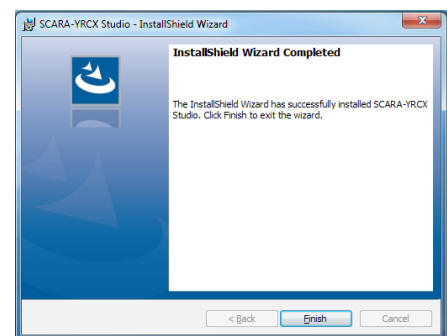 SCARA-YRCX Studio - InstallShield Wizard
InstallShield Wizard Completed
The InstallShield Wizard has successfully installed SCARA-YRCX
Studio. Click Finish to exit the wizard.
< Back Finish Cancel